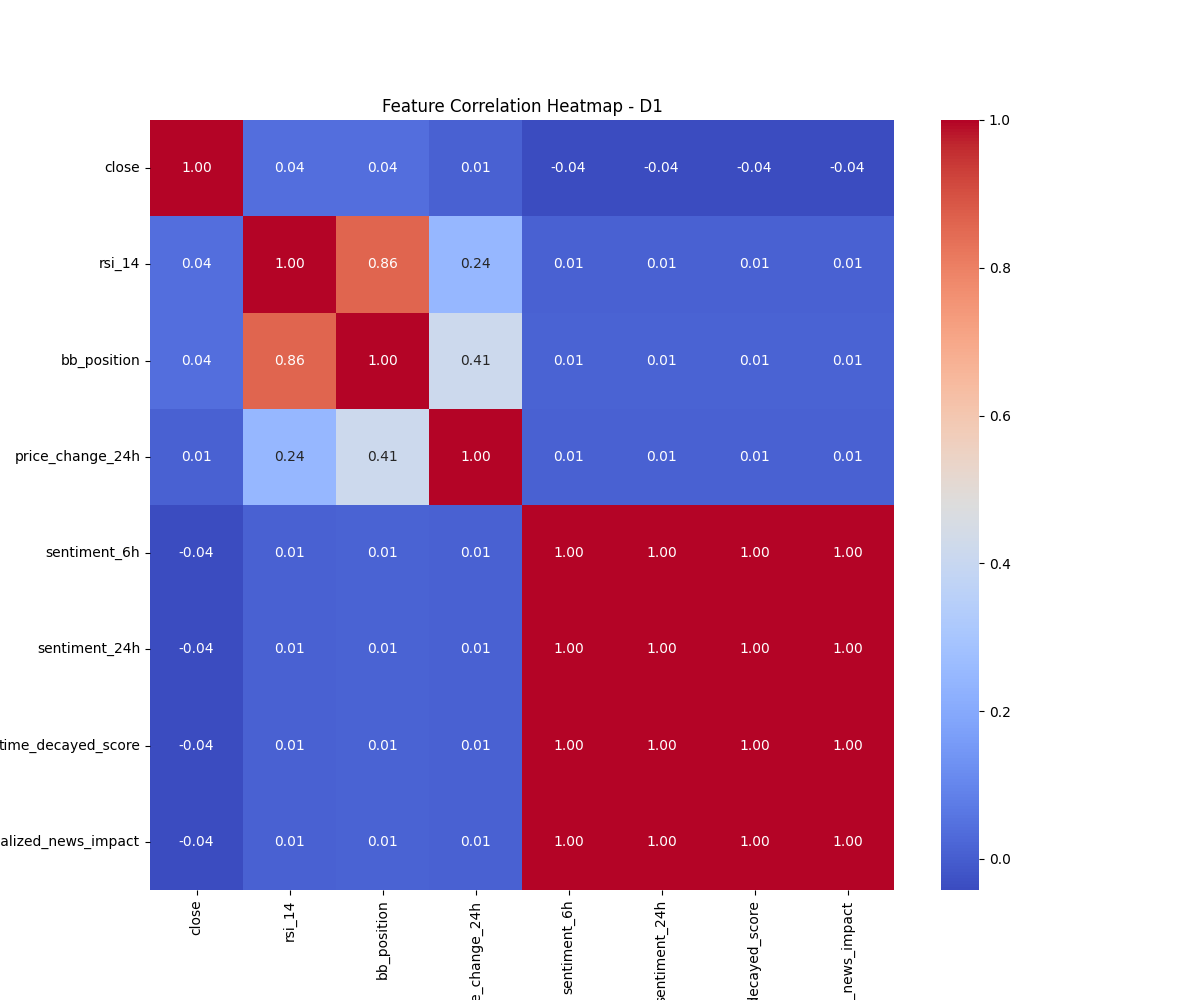 Feature Correlation Heatmap - D1
close 1.00 0.04 0.04 0.01 -0.04 -0.04 -0.04 -0.04
rsi_14 0.04 1.00 0.86 0.24 0.01 0.01 0.01 0.01
bb_position 0.04 0.86 1.00 0.41 0.01 0.01 0.01 0.01
price_change_24h 0.01 0.24 0.41 1.00 0.01 0.01 0.01 0.01
sentiment_6h -0.04 0.01 0.01 0.01 1.00 1.00 1.00 1.00
sentiment_24h -0.04 0.01 0.01 0.01 1.00 1.00 1.00 1.00
time_decayed_score -0.04 0.01 0.01 0.01 1.00 1.00 1.00 1.00
alized_news_impact -0.04 0.01 0.01 0.01 1.00 1.00 1.00 1.00
close
rsi_14
bb_position
e_change_24h
sentiment_6h
sentiment_24h
decayed_score
_news_impact
1.0
0.8
0.6
0.4
0.2
0.0